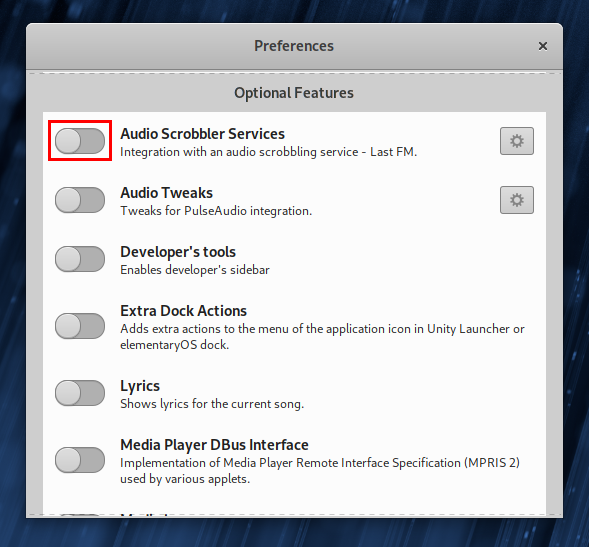 Preferences
Optional Features
Audio Scrobbler Services
Integration with an audio scrobbling service - Last FM.
Audio Tweaks
Tweaks for PulseAudio integration.
Developer's tools
Enables developer's sidebar
Extra Dock Actions
Adds extra actions to the menu of the application icon in Unity Launcher or
elementaryOS dock.
Lyrics
Shows lyrics for the current song.
Media Player DBus Interface
Implementation of Media Player Remote Interface Specification (MPRIS 2)
used by various applets.